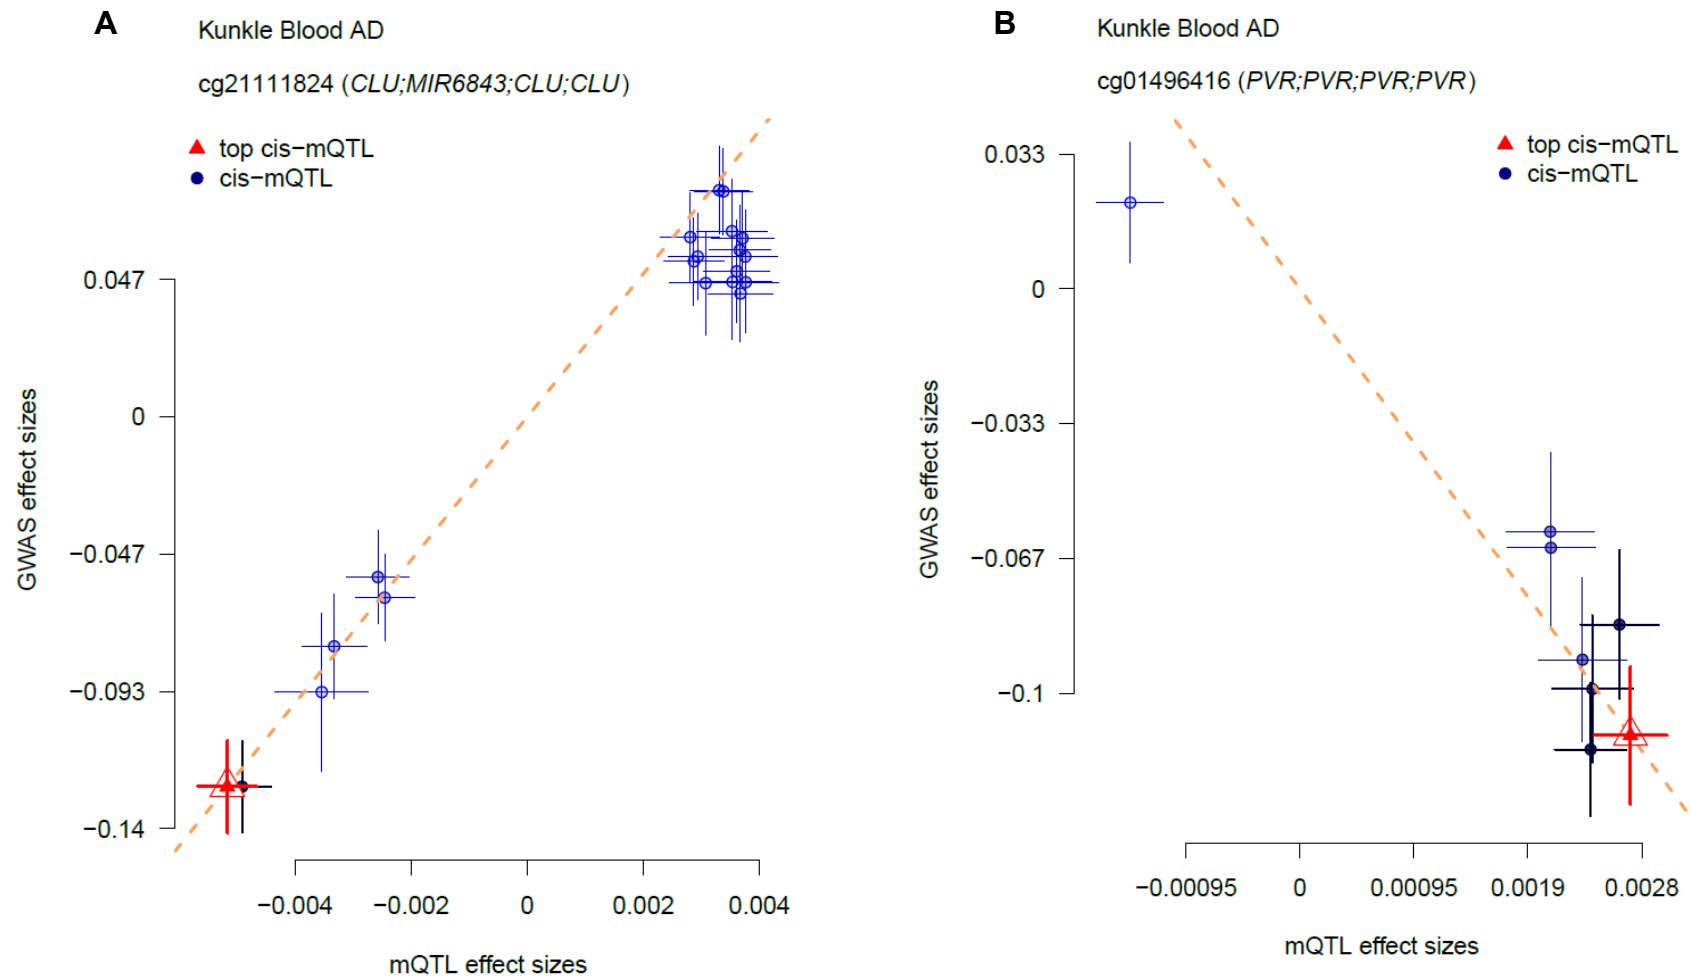 A
Kunkle Blood AD
cg21111824 (CLU;MIR6843;CLU;CLU)
top cis−mQTL
cis−mQTL
0.047
0
−0.047
−0.093
−0.14
GWAS effect sizes
−0.004
−0.002
0
0.002
0.004
mQTL effect sizes
B
Kunkle Blood AD
cg01496416 (PVR;PVR;PVR;PVR)
top cis−mQTL
cis−mQTL
0.033
0
−0.033
−0.067
−0.1
GWAS effect sizes
−0.00095
0
0.00095
0.0019
0.0028
mQTL effect sizes